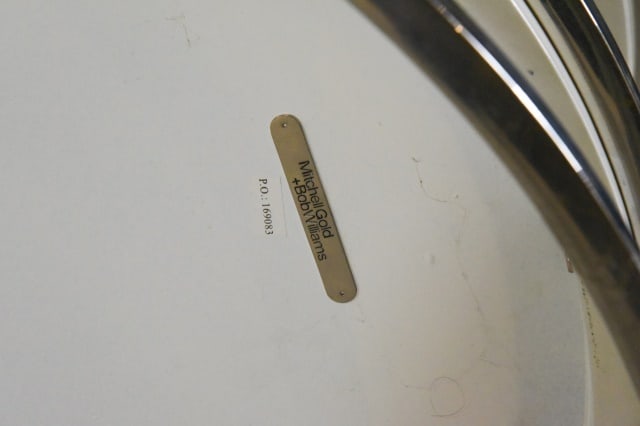 Mitchell Gold
+Bob Williams
P.O.: 169083